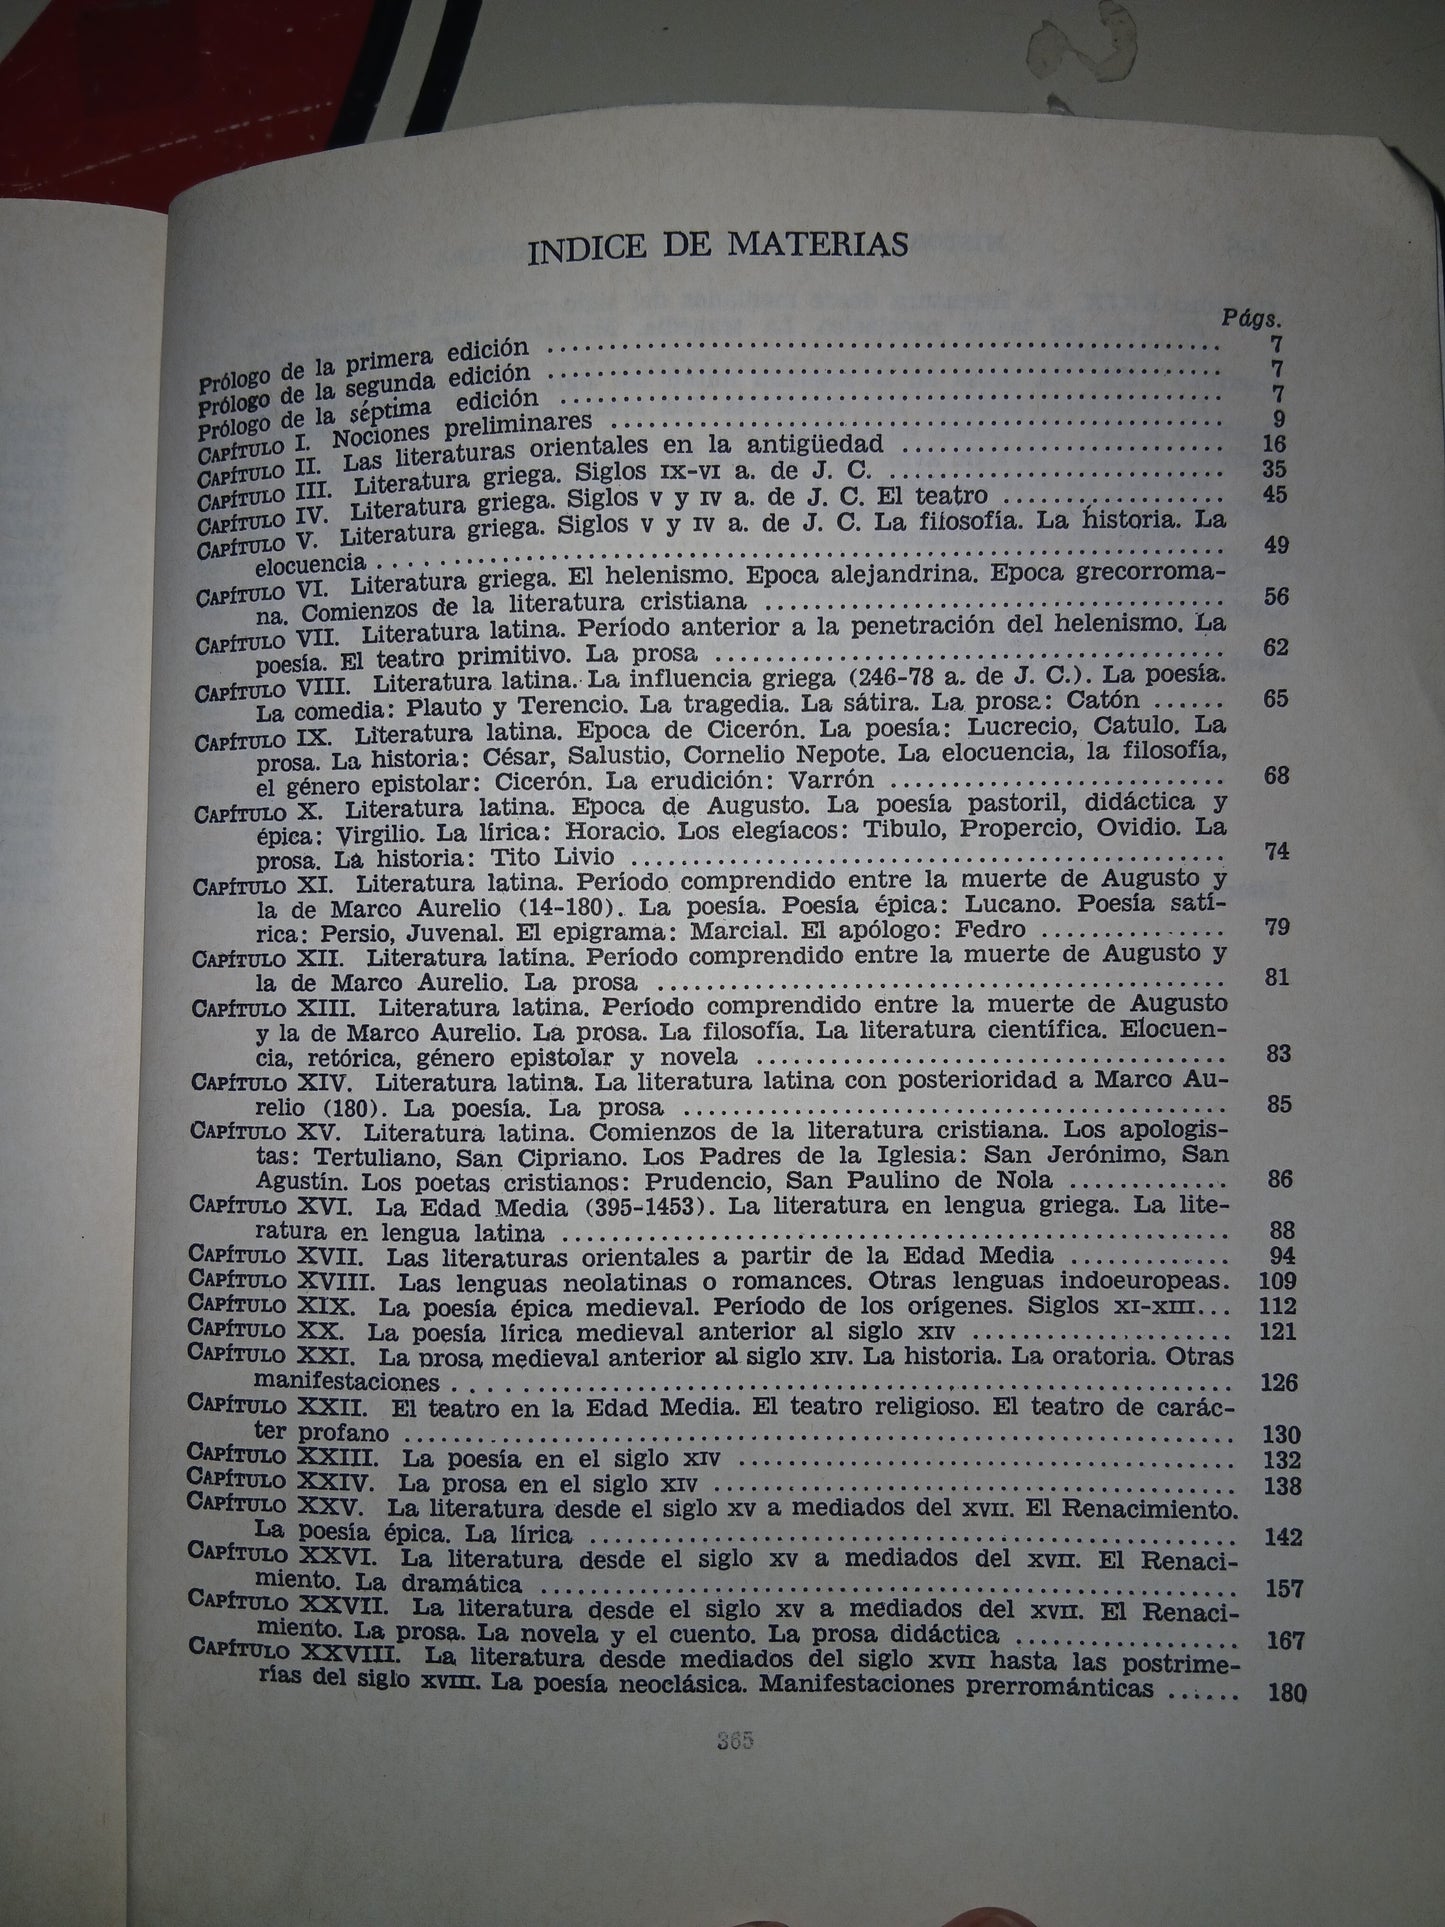 INDICE DE MATERIAS
Págs.
Prólogo de la primera edición ........ 7
Prólogo de la segunda edición ........ 7
Prólogo de la séptima edición ........ 7
CAPÍTULO I. Nociones preliminares ........ 9
CAPÍTULO II. Las literaturas orientales en la antigüedad ........ 16
CAPÍTULO III. Literatura griega. Siglos IX-VI a. de J. C. ........ 35
CAPÍTULO IV. Literatura griega. Siglos V y IV a. de J. C. El teatro ........ 45
CAPÍTULO V. Literatura griega. Siglos V y IV a. de J. C. La filosofía. La historia. La
elocuencia ........ 49
CAPÍTULO VI. Literatura griega. El helenismo. Epoca alejandrina. Epoca grecorroma-
na. Comienzos de la literatura cristiana ........ 56
CAPÍTULO VII. Literatura latina. Período anterior a la penetración del helenismo. La
poesía. El teatro primitivo. La prosa ........ 62
CAPÍTULO VIII. Literatura latina. La influencia griega (246-78 a. de J. C.). La poesía.
La comedia: Plauto y Terencio. La tragedia. La sátira. La prosa: Catón ...... 65
CAPÍTULO IX. Literatura latina. Epoca de Cicerón. La poesía: Lucrecio, Catulo. La
prosa. La historia: César, Salustio, Cornelio Nepote. La elocuencia, la filosofía,
el género epistolar: Cicerón. La erudición: Varrón ........ 68
CAPÍTULO X. Literatura latina. Epoca de Augusto. La poesía pastoril, didáctica y
épica: Virgilio. La lírica: Horacio. Los elegíacos: Tibulo, Propercio, Ovidio. La
prosa. La historia: Tito Livio ........ 74
CAPÍTULO XI. Literatura latina. Período comprendido entre la muerte de Augusto y
la de Marco Aurelio (14-180). La poesía. Poesía épica: Lucano. Poesía satí-
rica: Persio, Juvenal. El epigrama: Marcial. El apólogo: Fedro ........ 79
CAPÍTULO XII. Literatura latina. Período comprendido entre la muerte de Augusto y
la de Marco Aurelio. La prosa ........ 81
CAPÍTULO XIII. Literatura latina. Período comprendido entre la muerte de Augusto
y la de Marco Aurelio. La prosa. La filosofía. La literatura científica. Elocuen-
cia, retórica, género epistolar y novela ........ 83
CAPÍTULO XIV. Literatura latina. La literatura latina con posterioridad a Marco Au-
relio (180). La poesía. La prosa ........ 85
CAPÍTULO XV. Literatura latina. Comienzos de la literatura cristiana. Los apologis-
tas: Tertuliano, San Cipriano. Los Padres de la Iglesia: San Jerónimo, San
Agustín. Los poetas cristianos: Prudencio, San Paulino de Nola ........ 86
CAPÍTULO XVI. La Edad Media (395-1453). La literatura en lengua griega. La lite-
ratura en lengua latina ........ 88
CAPÍTULO XVII. Las literaturas orientales a partir de la Edad Media ........ 94
CAPÍTULO XVIII. Las lenguas neolatinas o romances. Otras lenguas indoeuropeas. 109
CAPÍTULO XIX. La poesía épica medieval. Período de los orígenes. Siglos XI-XIII... 112
CAPÍTULO XX. La poesía lírica medieval anterior al siglo XIV ........ 121
CAPÍTULO XXI. La prosa medieval anterior al siglo XIV. La historia. La oratoria. Otras
manifestaciones ........ 126
CAPÍTULO XXII. El teatro en la Edad Media. El teatro religioso. El teatro de carác-
ter profano ........ 130
CAPÍTULO XXIII. La poesía en el siglo XIV ........ 132
CAPÍTULO XXIV. La prosa en el siglo XIV ........ 138
CAPÍTULO XXV. La literatura desde el siglo XV a mediados del XVII. El Renacimiento.
La poesía épica. La lírica ........ 142
CAPÍTULO XXVI. La literatura desde el siglo XV a mediados del XVII. El Renaci-
miento. La dramática ........ 157
CAPÍTULO XXVII. La literatura desde el siglo XV a mediados del XVII. El Renaci-
miento. La prosa. La novela y el cuento. La prosa didáctica ........ 167
CAPÍTULO XXVIII. La literatura desde mediados del siglo XVII hasta las postrime-
rías del siglo XVIII. La poesía neoclásica. Manifestaciones prerrománticas ...... 180
365